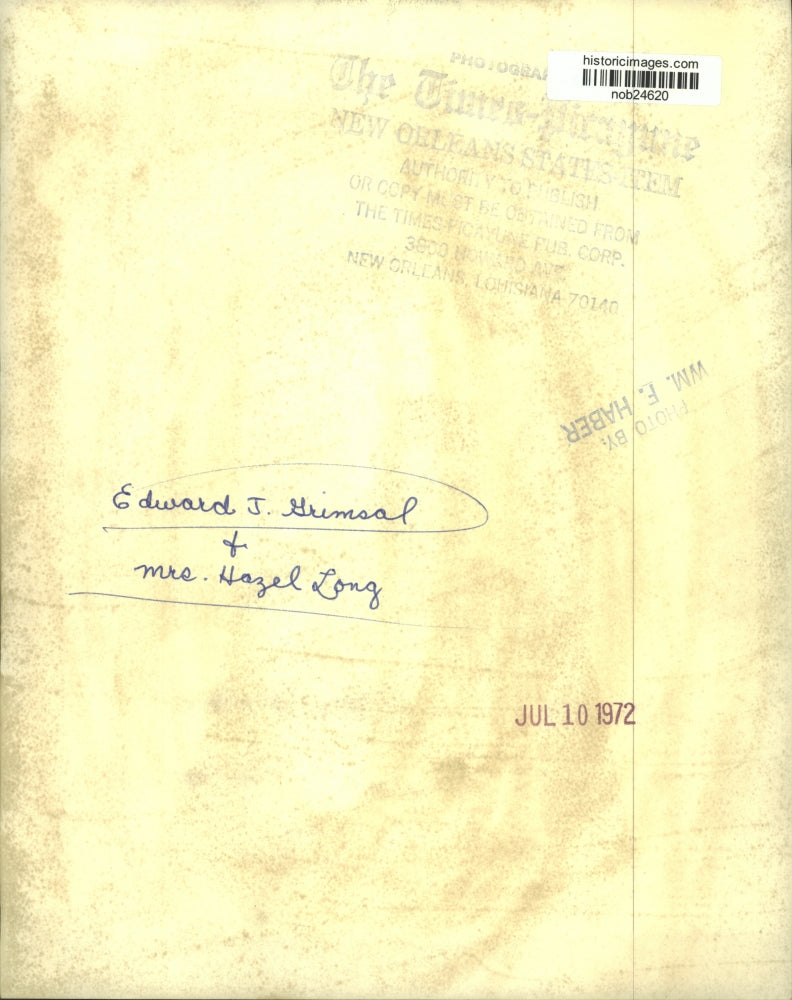 historicimages.com
nob24620
The Times-Picayune
NEW ORLEANS STATES-ITEM
AUTHORITY TO PUBLISH
OR COPY MUST BE OBTAINED FROM
THE TIMES-PICAYUNE PUB. CORP.
3800 HOWARD AVE.
NEW ORLEANS, LOUISIANA 70140
PHOTO BY:
WM. E. HABER
Edward J. Grimsal
&
Mrs. Hazel Long
JUL 10 1972